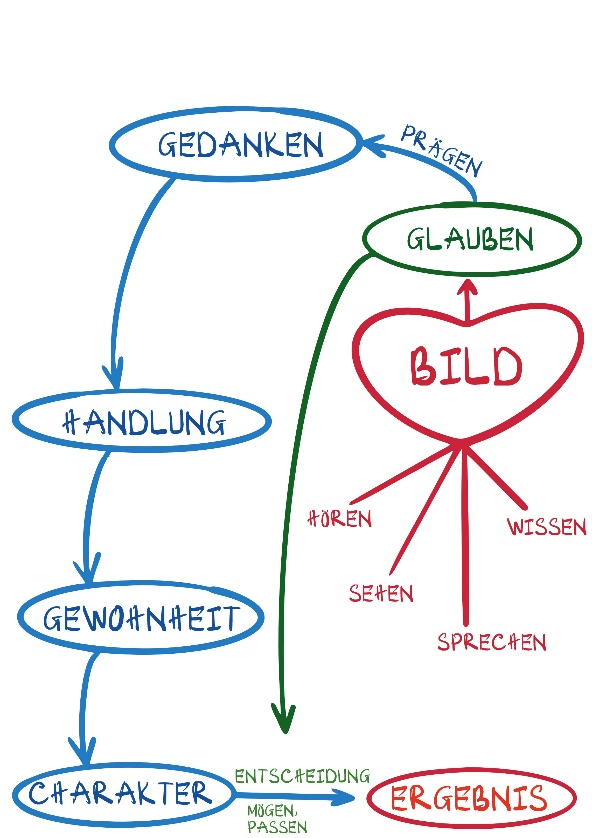 GEDANKEN
PRÄGEN
GLAUBEN
BILD
HANDLUNG
HÖREN
WISSEN
SEHEN
GEWOHNHEIT
SPRECHEN
ENTSCHEIDUNG
CHARAKTER
ERGEBNIS
MÖGEN,
PASSEN